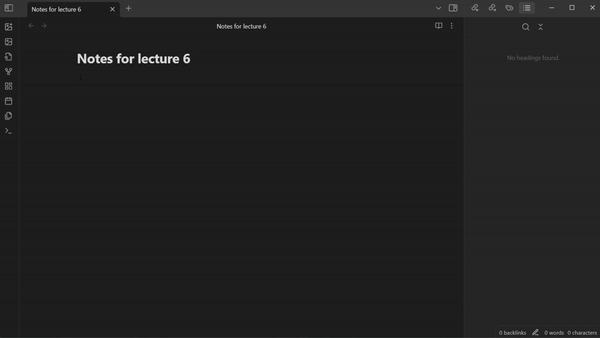 Notes for lecture 6
Notes for lecture 6
Notes for lecture 6
No headings found.
0 backlinks 0 words 0 characters